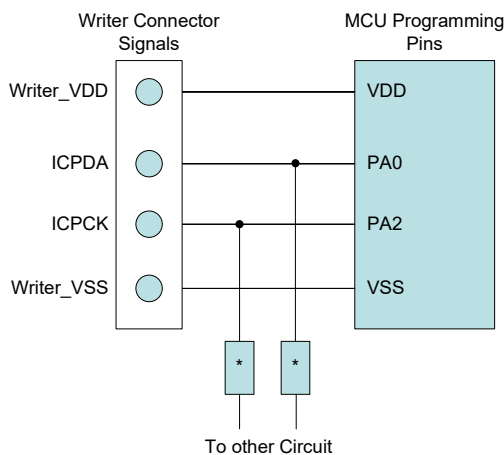 Writer Connector
Signals
MCU Programming
Pins
Writer_VDD
VDD
ICPDA
PA0
ICPCK
PA2
Writer_VSS
VSS
*
*
To other Circuit